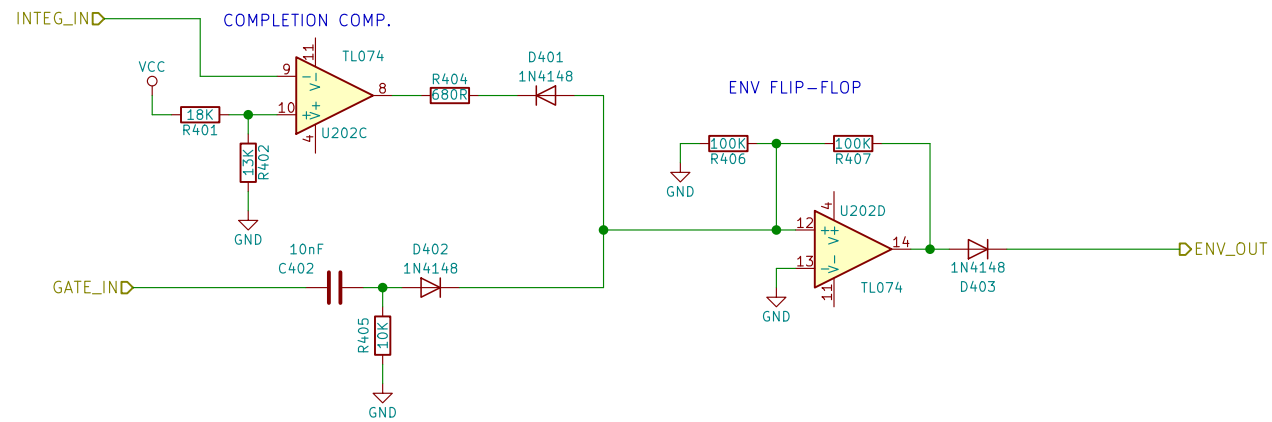 INTEG_IN
COMPLETION COMP.
VCC
18K
R401
13K
R402
GND
9
10
11
V-
V+
4
8
TL074
U202C
R404
680R
D401
1N4148
ENV FLIP-FLOP
100K
R406
GND
100K
R407
12
13
4
V+
V-
11
14
U202D
TL074
GND
1N4148
D403
ENV_OUT
GATE_IN
10nF
C402
D402
1N4148
R405
10K
GND